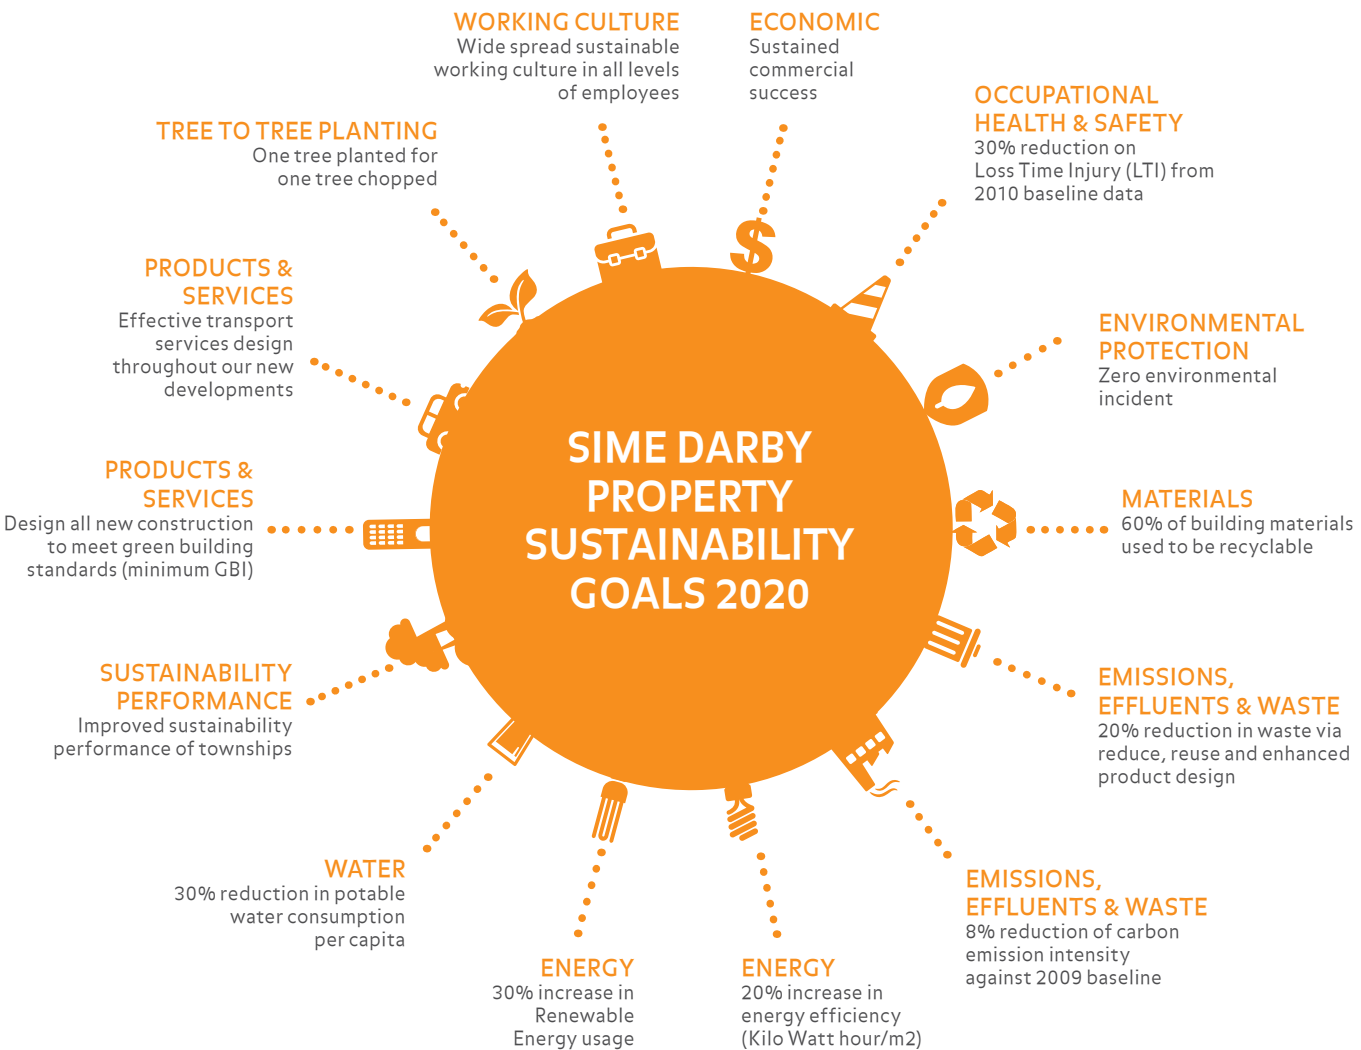 WORKING CULTURE
Wide spread sustainable
working culture in all levels
of employees
ECONOMIC
Sustained
commercial
success
OCCUPATIONAL
HEALTH & SAFETY
30% reduction on
Loss Time Injury (LTI) from
2010 baseline data
ENVIRONMENTAL
PROTECTION
Zero environmental
incident
MATERIALS
60% of building materials
used to be recyclable
EMISSIONS,
EFFLUENTS & WASTE
20% reduction in waste via
reduce, reuse and enhanced
product design
EMISSIONS,
EFFLUENTS & WASTE
8% reduction of carbon
emission intensity
against 2009 baseline
ENERGY
20% increase in
energy efficiency
(Kilo Watt hour/m2)
ENERGY
30% increase in
Renewable
Energy usage
WATER
30% reduction in potable
water consumption
per capita
SUSTAINABILITY
PERFORMANCE
Improved sustainability
performance of townships
PRODUCTS &
SERVICES
Design all new construction
to meet green building
standards (minimum GBI)
PRODUCTS &
SERVICES
Effective transport
services design
throughout our new
developments
TREE TO TREE PLANTING
One tree planted for
one tree chopped
$
SIME DARBY
PROPERTY
SUSTAINABILITY
GOALS 2020